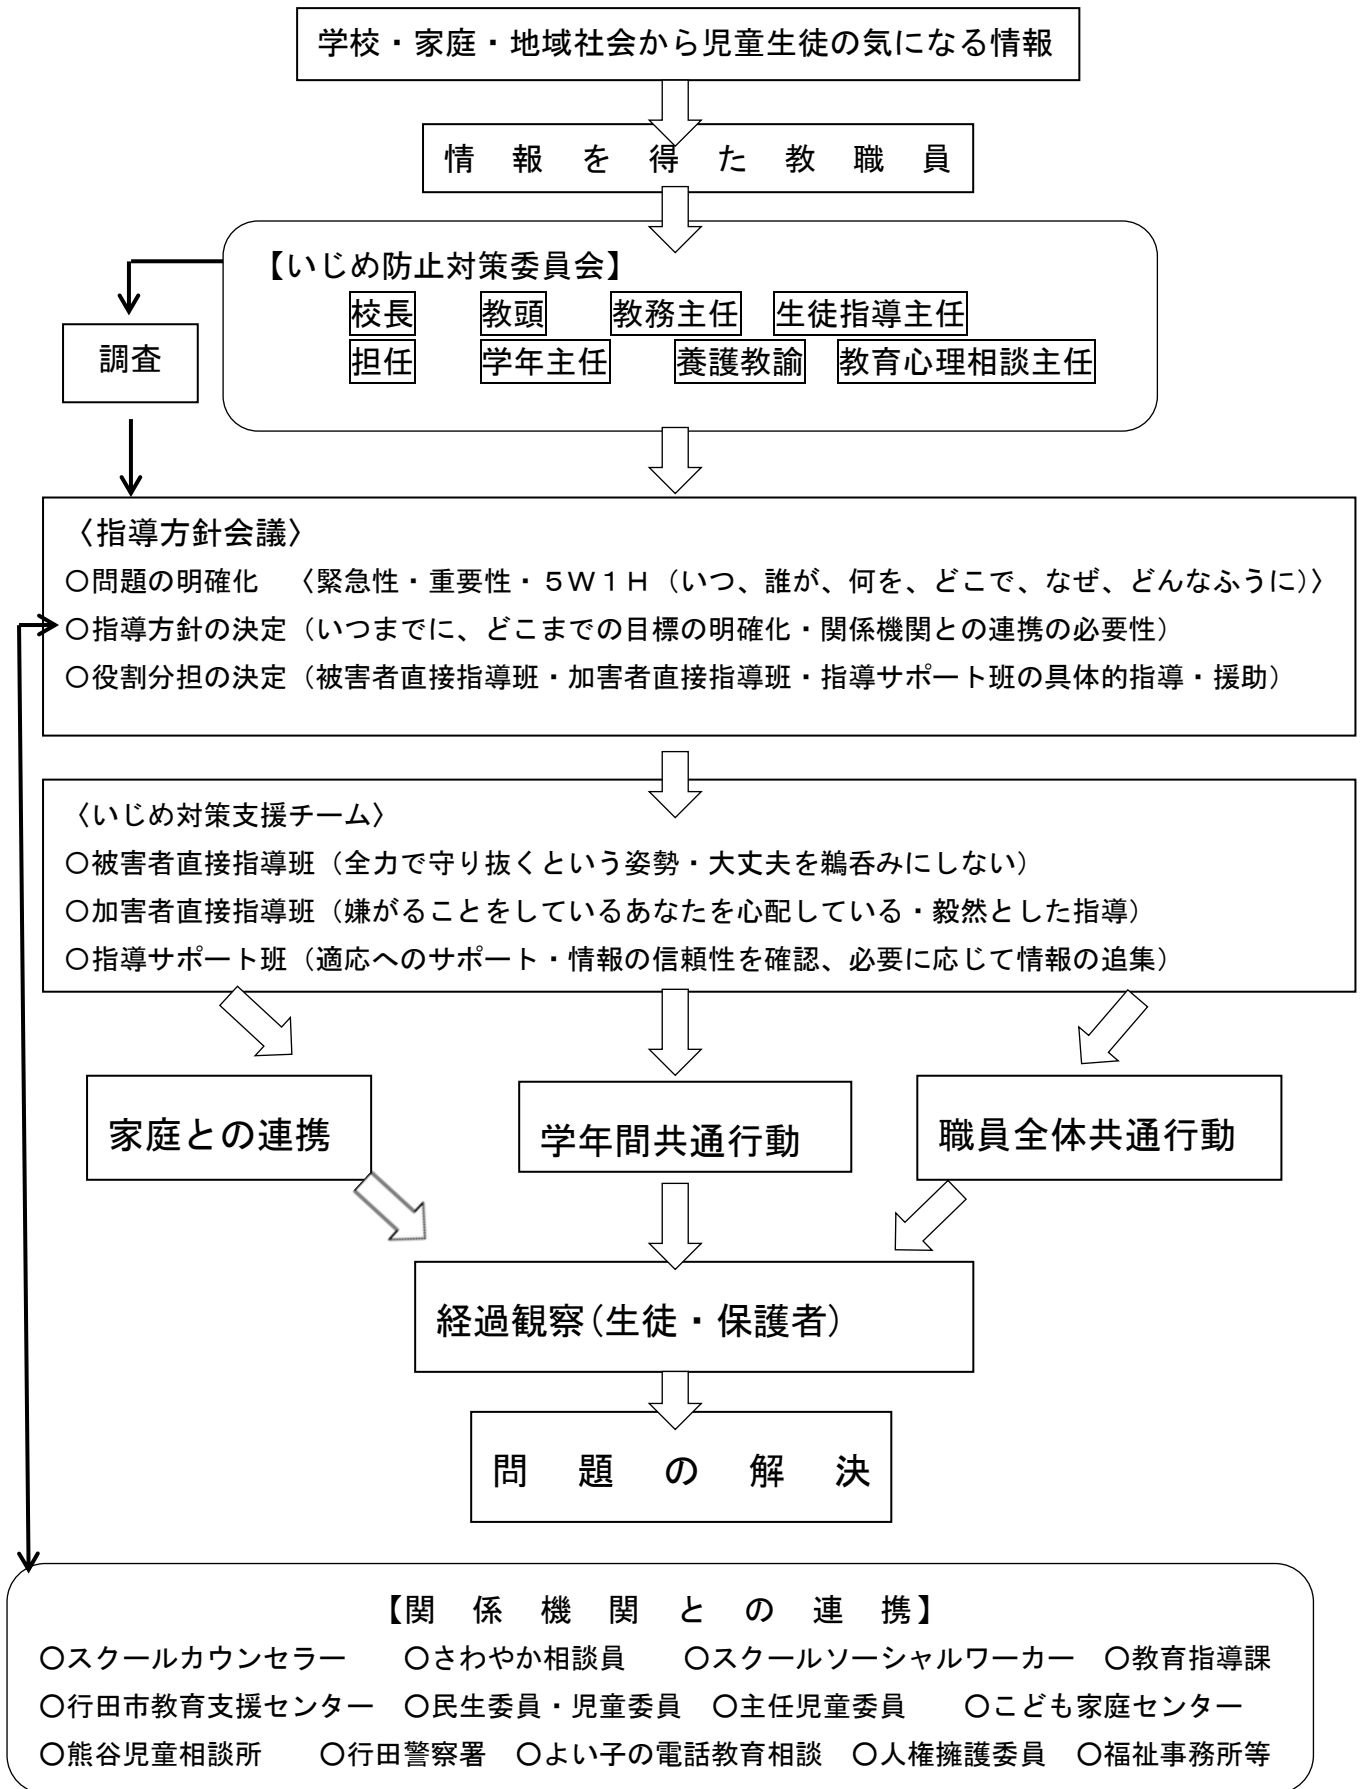 学校・家庭・地域社会から児童生徒の気になる情報
情報を得た教職員
【いじめ防止対策委員会】
校長 教頭 教務主任 生徒指導主任
担任 学年主任 養護教諭 教育心理相談主任
調査
〈指導方針会議〉
○問題の明確化 〈緊急性・重要性・５Ｗ１Ｈ（いつ、誰が、何を、どこで、なぜ、どんなふうに）〉
○指導方針の決定（いつまでに、どこまでの目標の明確化・関係機関との連携の必要性）
○役割分担の決定（被害者直接指導班・加害者直接指導班・指導サポート班の具体的指導・援助）
〈いじめ対策支援チーム〉
○被害者直接指導班（全力で守り抜くという姿勢・大丈夫を鵜呑みにしない）
○加害者直接指導班（嫌がることをしているあなたを心配している・毅然とした指導）
○指導サポート班（適応へのサポート・情報の信頼性を確認、必要に応じて情報の追集）
家庭との連携
学年間共通行動
職員全体共通行動
経過観察（生徒・保護者）
問題の解決
【関係機関との連携】
○スクールカウンセラー ○さわやか相談員 ○スクールソーシャルワーカー ○教育指導課
○行田市教育支援センター ○民生委員・児童委員 ○主任児童委員 ○こども家庭センター
○熊谷児童相談所 ○行田警察署 ○よい子の電話教育相談 ○人権擁護委員 ○福祉事務所等